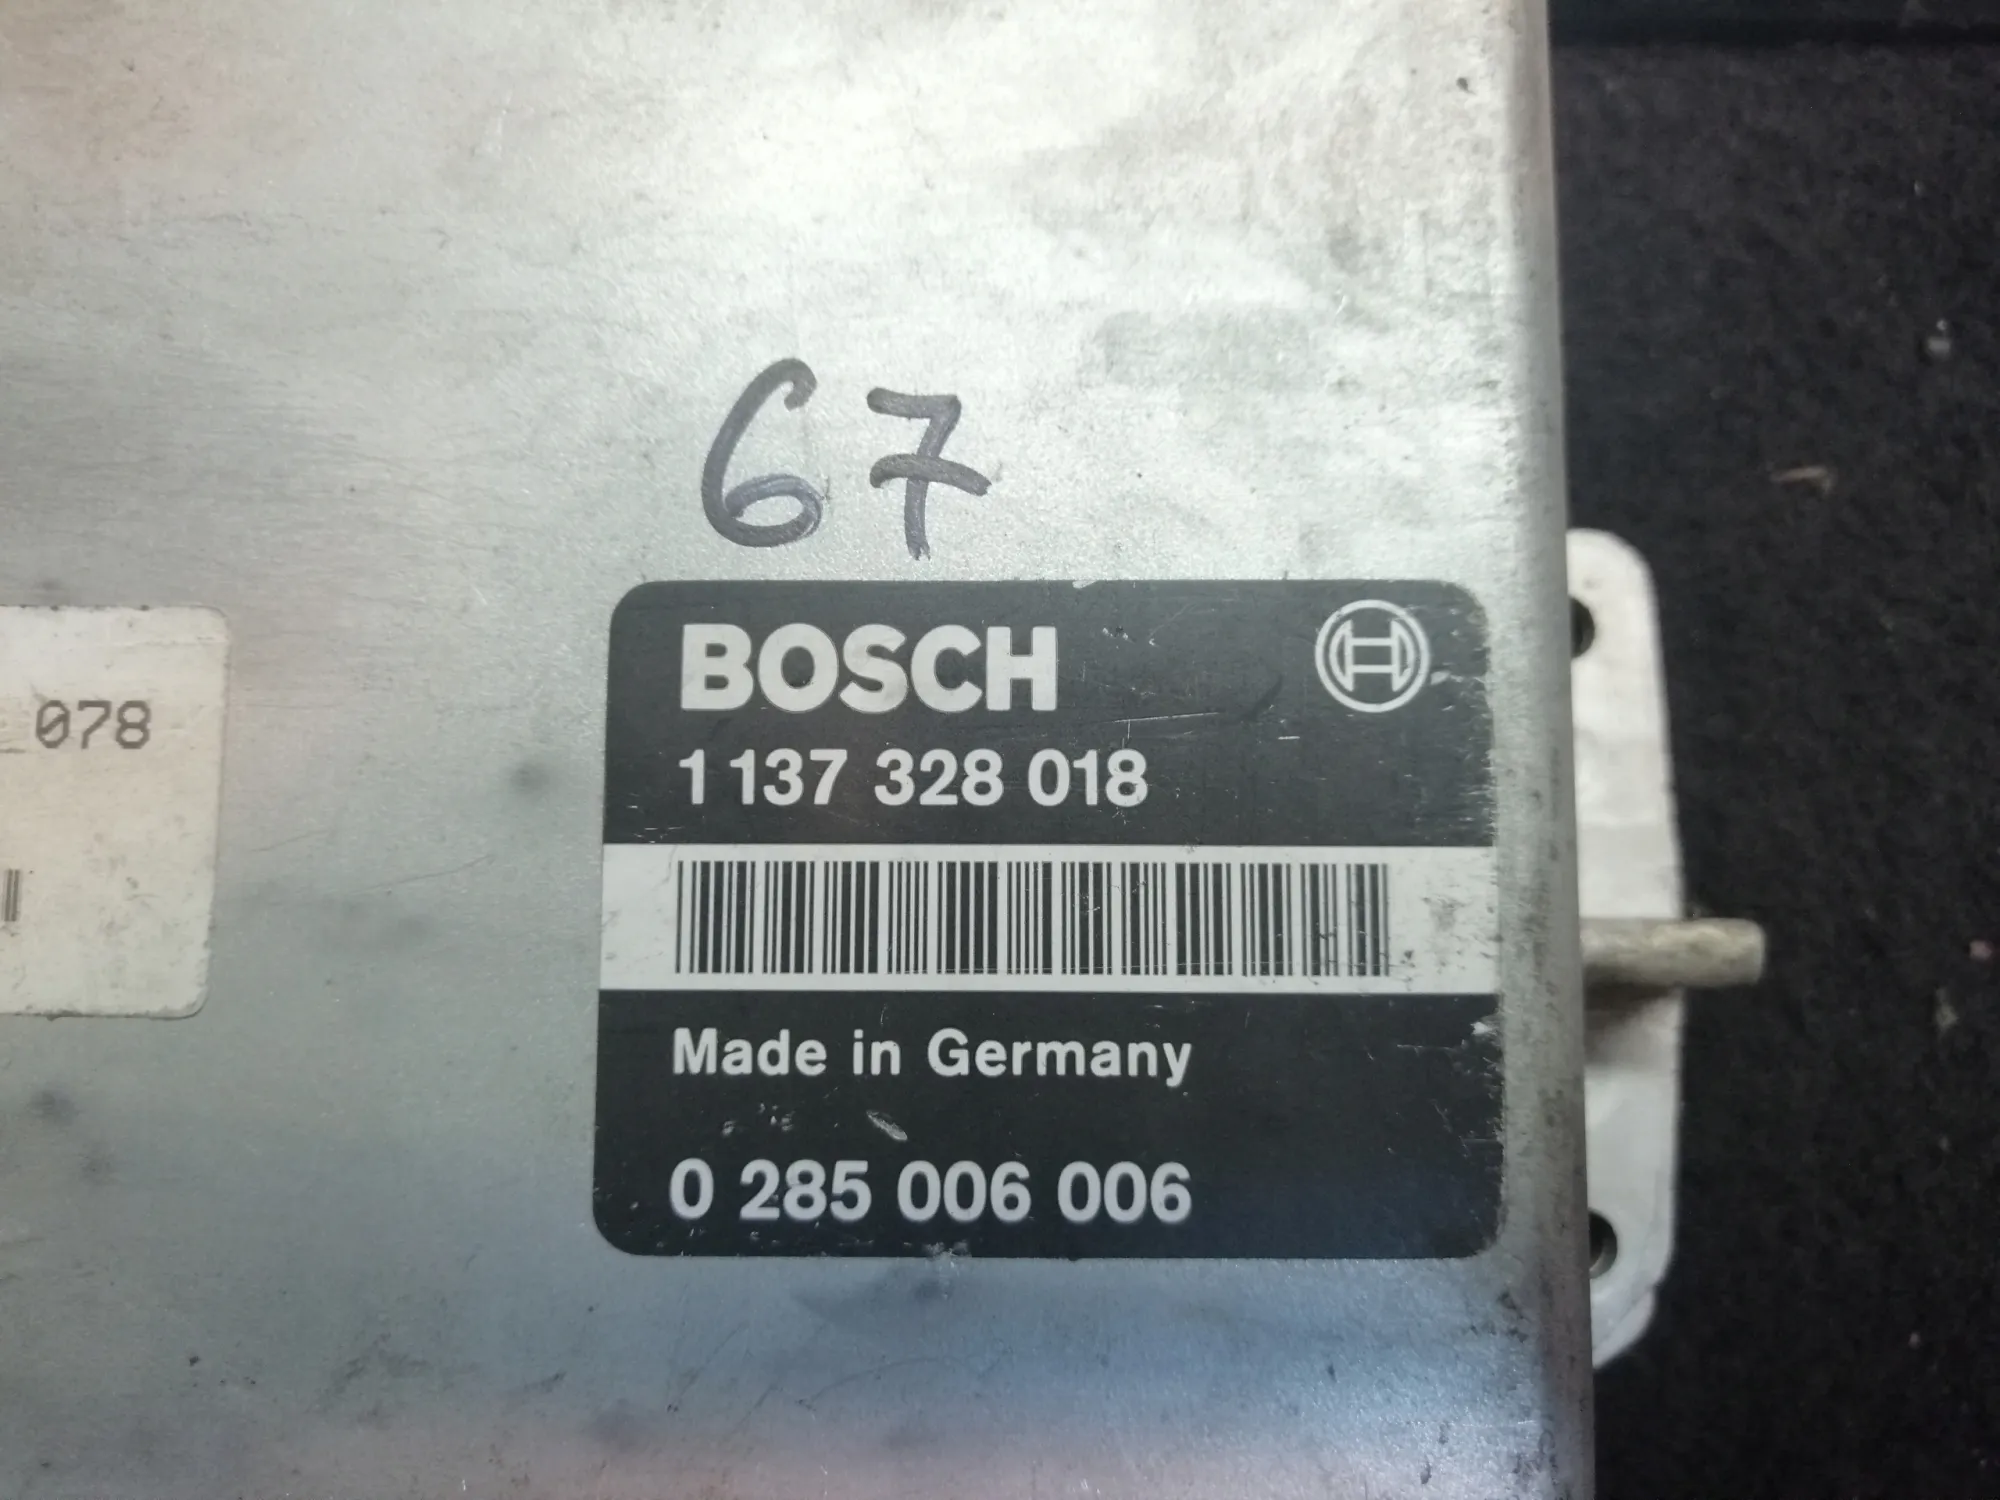 67
BOSCH
1 137 328 018
078
Made in Germany
0 285 006 006